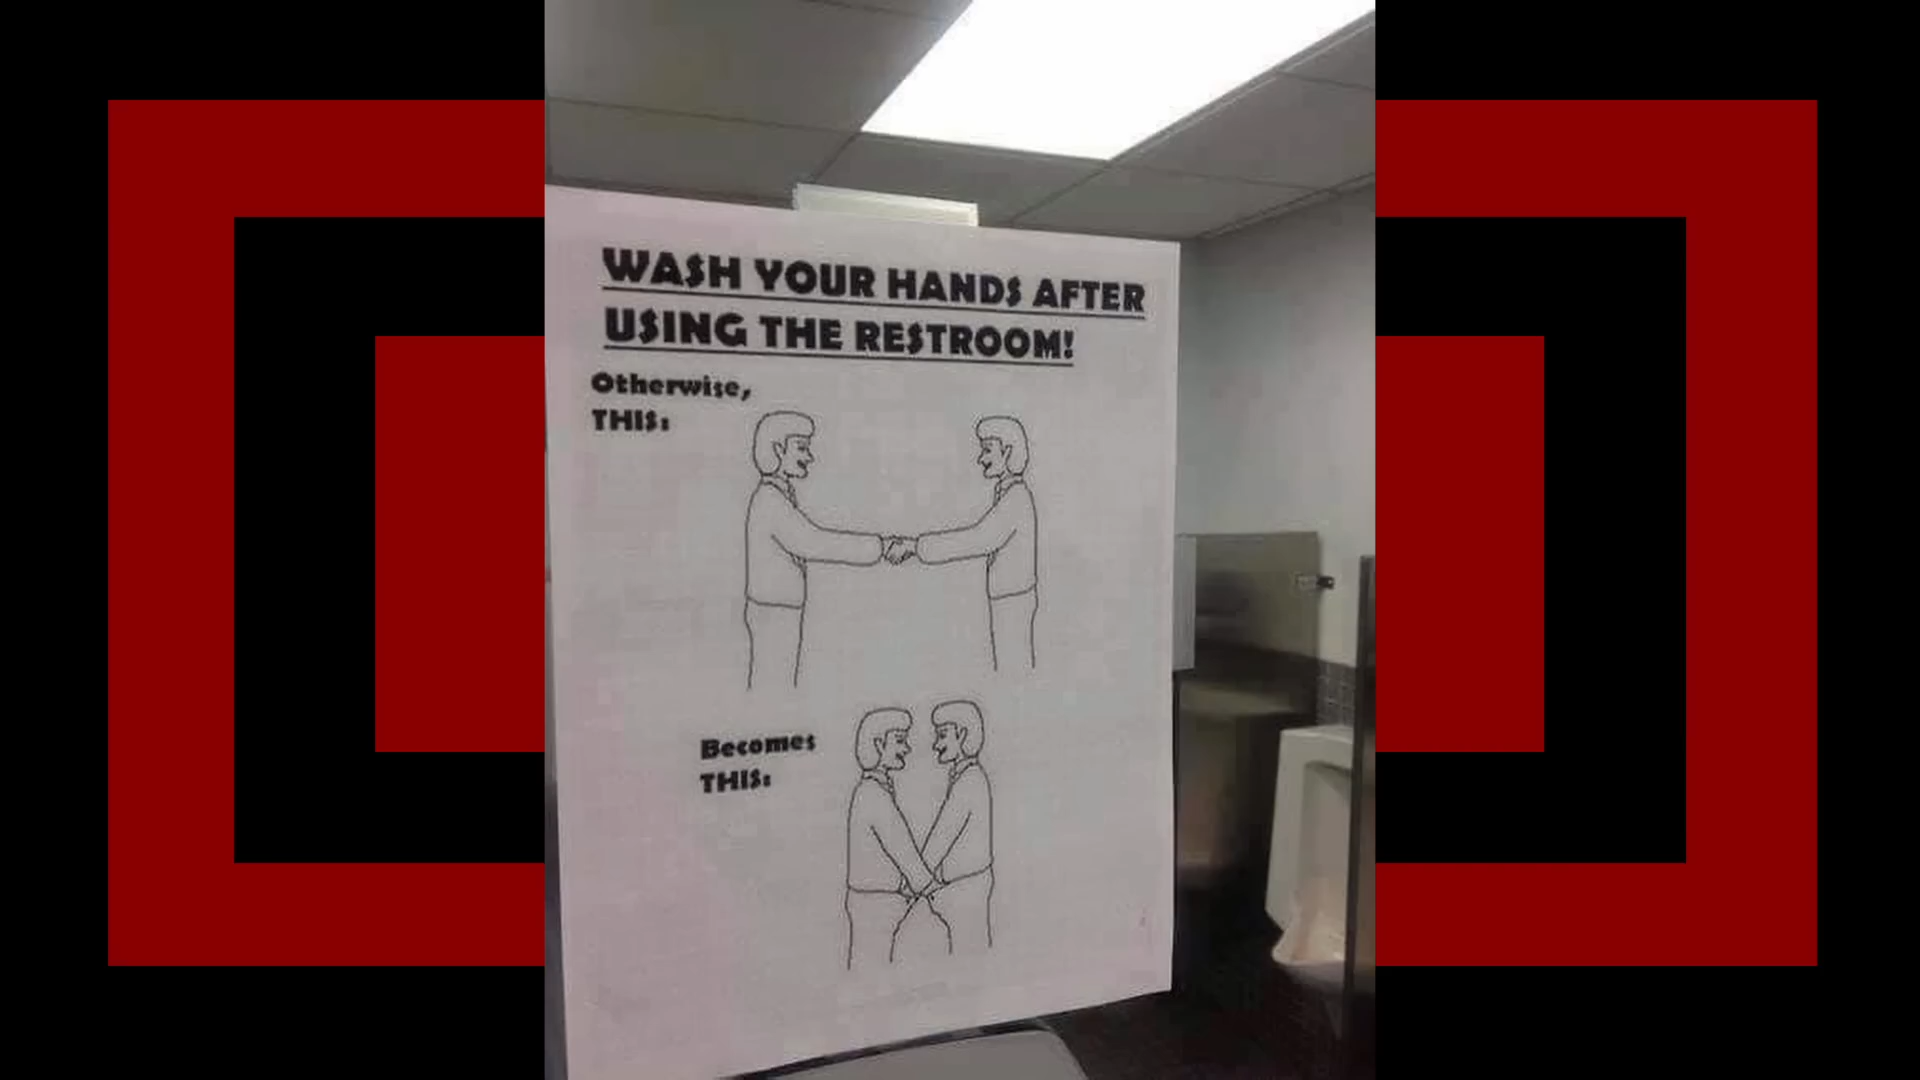 WASH YOUR HANDS AFTER
USING THE RESTROOM!
Otherwise,
THIS:
Becomes
THIS: